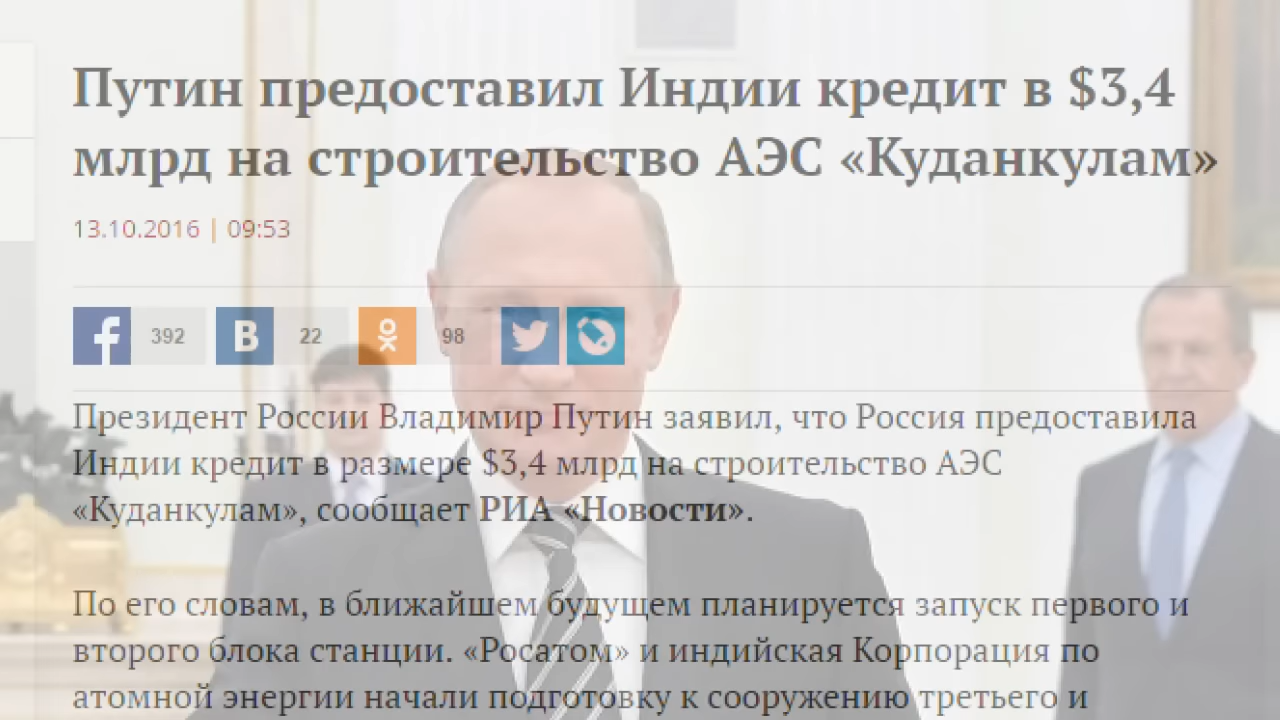 Путин предоставил Индии кредит в $3,4
млрд на строительство АЭС «Куданкулам»
13.10.2016 | 09:53
392 22 98
Президент России Владимир Путин заявил, что Россия предоставила
Индии кредит в размере $3,4 млрд на строительство АЭС
«Куданкулам», сообщает РИА «Новости».
По его словам, в ближайшем будущем планируется запуск первого и
второго блока станции. «Росатом» и индийская Корпорация по
атомной энергии начали подготовку к сооружению третьего и